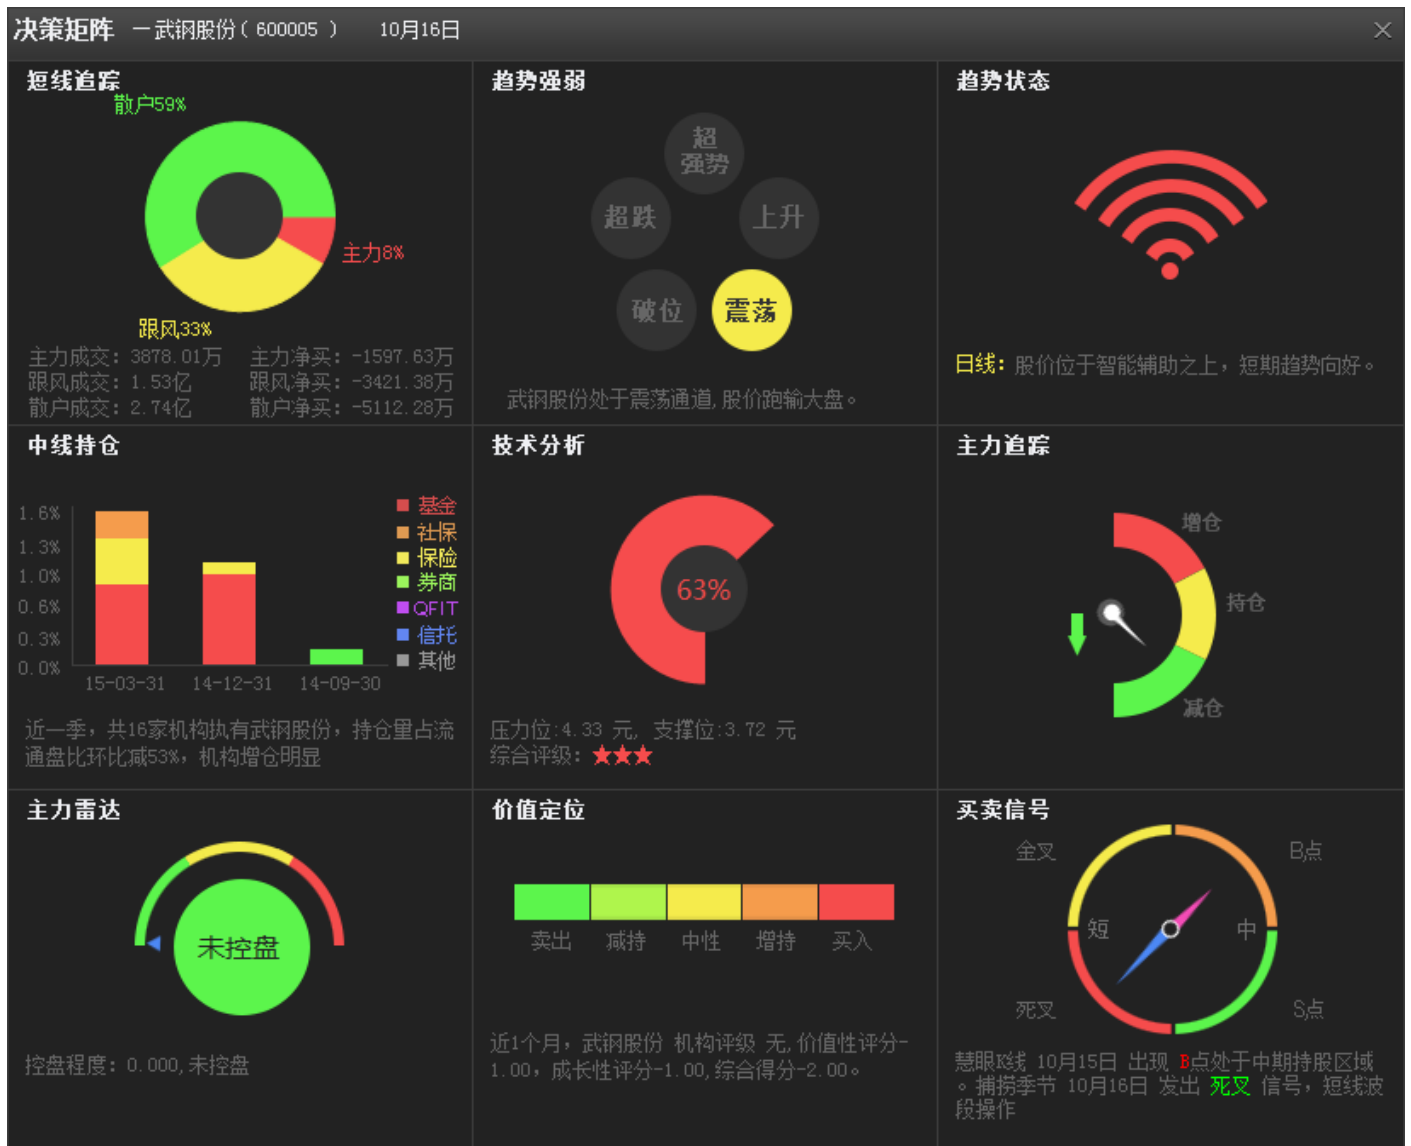 决策矩阵 一武钢股份( 600005 ) 10月16日
短线追踪
散户59%
主力8%
跟风33%
主力成交: 3878.01万 主力净买: -1597.63万
跟风成交: 1.53亿 跟风净买: -3421.38万
散户成交: 2.74亿 散户净买: -5112.28万
趋势强弱
超
强势
超跌
上升
破位
震荡
武钢股份处于震荡通道,股价跑输大盘。
趋势状态
日线: 股价位于智能辅助之上，短期趋势向好。
中线持仓
1.6%
1.3%
1.0%
0.6%
0.3%
0.0%
15-03-31 14-12-31 14-09-30
基金
社保
保险
券商
QFIT
信托
其他
近一季，共16家机构执有武钢股份，持仓量占流
通盘比环比减53%，机构增仓明显
技术分析
63%
压力位:4.33 元, 支撑位:3.72 元
综合评级: ★★★
主力追踪
增仓
持仓
减仓
主力雷达
未控盘
控盘程度: 0.000,未控盘
价值定位
卖出 减持 中性 增持 买入
近1个月，武钢股份 机构评级 无,价值性评分-
1.00，成长性评分-1.00,综合得分-2.00。
买卖信号
金叉 B点
短 中
死叉 S点
慧眼K线 10月15日 出现 B点处于中期持股区域
。捕捞季节 10月16日 发出 死叉 信号，短线波
段操作